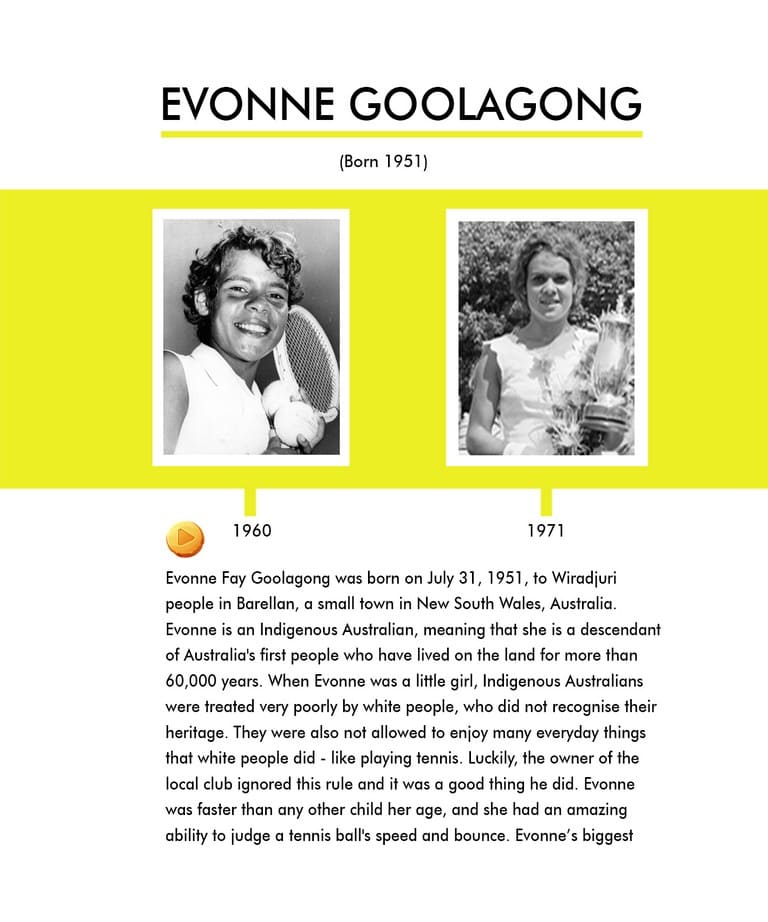 EVONNE GOOLAGONG
(Born 1951)
1960
1971
Evonne Fay Goolagong was born on July 31, 1951, to Wiradjuri
people in Barellan, a small town in New South Wales, Australia.
Evonne is an Indigenous Australian, meaning that she is a descendant
of Australia's first people who have lived on the land for more than
60,000 years. When Evonne was a little girl, Indigenous Australians
were treated very poorly by white people, who did not recognise their
heritage. They were also not allowed to enjoy many everyday things
that white people did - like playing tennis. Luckily, the owner of the
local club ignored this rule and it was a good thing he did. Evonne
was faster than any other child her age, and she had an amazing
ability to judge a tennis ball's speed and bounce. Evonne’s biggest